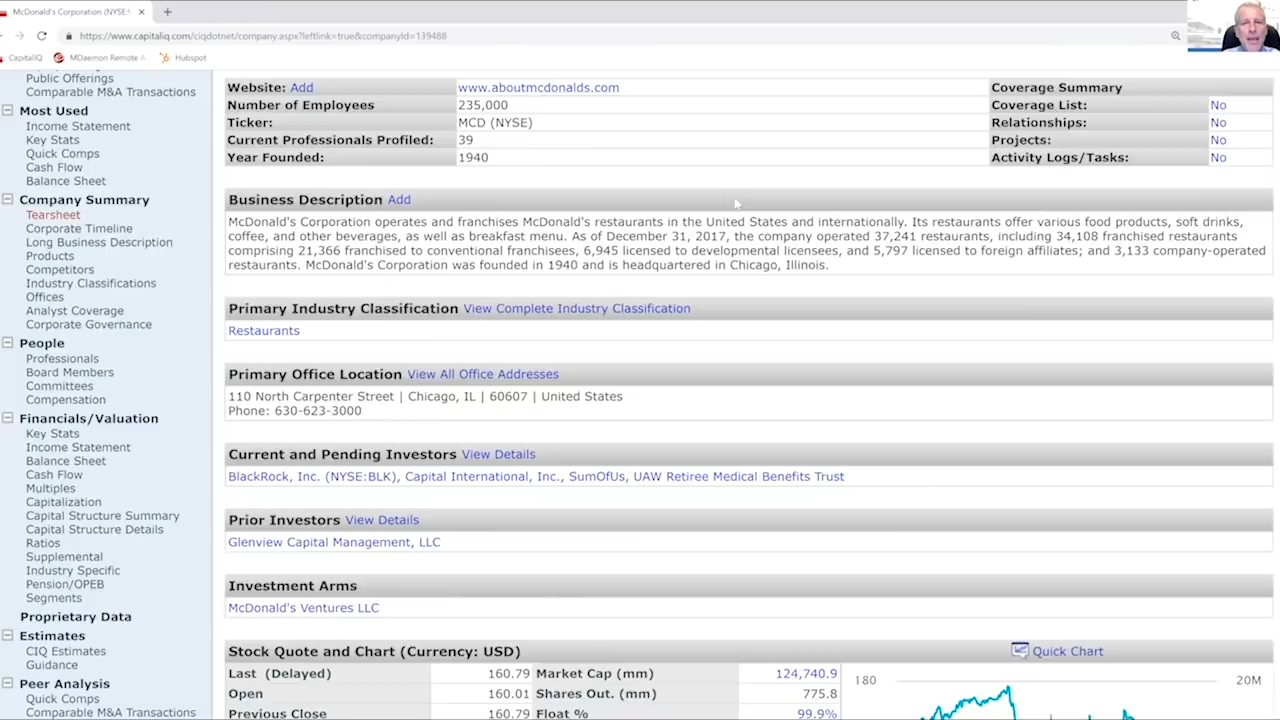 McDonald's Corporation (NYSE:
https://www.capitaliq.com/ciqdotnet/company.aspx?leftlink=true&companyId=139488
CapitalIQ MDaemon Remote A Hubspot
Public Offerings
Comparable M&A Transactions
Most Used
Income Statement
Key Stats
Quick Comps
Cash Flow
Balance Sheet
Company Summary
Tearsheet
Corporate Timeline
Long Business Description
Products
Competitors
Industry Classifications
Offices
Analyst Coverage
Corporate Governance
People
Professionals
Board Members
Committees
Compensation
Financials/Valuation
Key Stats
Income Statement
Balance Sheet
Cash Flow
Multiples
Capitalization
Capital Structure Summary
Capital Structure Details
Ratios
Supplemental
Industry Specific
Pension/OPEB
Segments
Proprietary Data
Estimates
CIQ Estimates
Guidance
Peer Analysis
Quick Comps
Comparable M&A Transactions
Website: Add www.aboutmcdonalds.com Coverage Summary
Number of Employees 235,000 Coverage List: No
Ticker: MCD (NYSE) Relationships: No
Current Professionals Profiled: 39 Projects: No
Year Founded: 1940 Activity Logs/Tasks: No
Business Description Add
McDonald's Corporation operates and franchises McDonald's restaurants in the United States and internationally. Its restaurants offer various food products, soft drinks,
coffee, and other beverages, as well as breakfast menu. As of December 31, 2017, the company operated 37,241 restaurants, including 34,108 franchised restaurants
comprising 21,366 franchised to conventional franchisees, 6,945 licensed to developmental licensees, and 5,797 licensed to foreign affiliates; and 3,133 company-operated
restaurants. McDonald's Corporation was founded in 1940 and is headquartered in Chicago, Illinois.
Primary Industry Classification View Complete Industry Classification
Restaurants
Primary Office Location View All Office Addresses
110 North Carpenter Street | Chicago, IL | 60607 | United States
Phone: 630-623-3000
Current and Pending Investors View Details
BlackRock, Inc. (NYSE:BLK), Capital International, Inc., SumOfUs, UAW Retiree Medical Benefits Trust
Prior Investors View Details
Glenview Capital Management, LLC
Investment Arms
McDonald's Ventures LLC
Stock Quote and Chart (Currency: USD) Quick Chart
Last (Delayed) 160.79 Market Cap (mm) 124,740.9 180 20M
Open 160.01 Shares Out. (mm) 775.8
Previous Close 160.79 Float % 99.9%